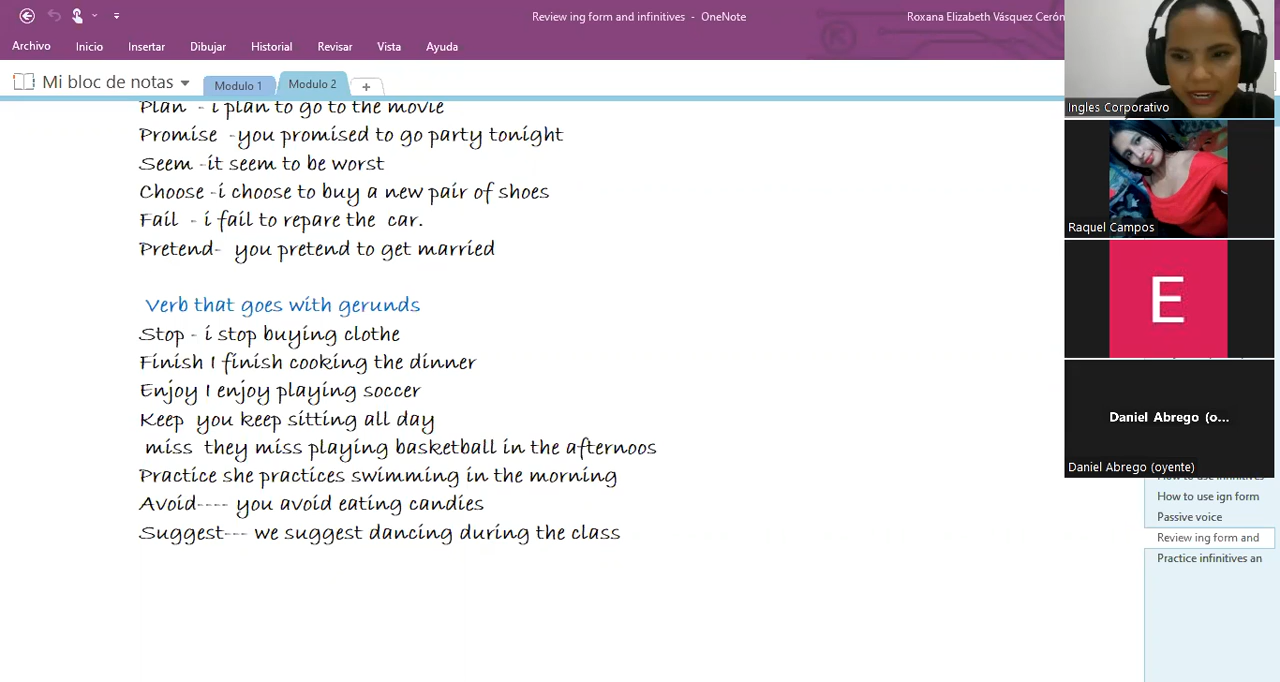 Review ing form and infinitives - OneNote
Roxana Elizabeth Vásquez Cerón
Archivo Inicio Insertar Dibujar Historial Revisar Vista Ayuda
Mi bloc de notas Modulo 1 Modulo 2 +
Plan - i plan to go to the movie
Promise -you promised to go party tonight
Seem -it seem to be worst
Choose -i choose to buy a new pair of shoes
Fail - i fail to repare the car.
Pretend- you pretend to get married
Verb that goes with gerunds
Stop - i stop buying clothe
Finish I finish cooking the dinner
Enjoy I enjoy playing soccer
Keep you keep sitting all day
miss they miss playing basketball in the afternoos
Practice she practices swimming in the morning
Avoid---- you avoid eating candies
Suggest--- we suggest dancing during the class
Ingles Corporativo
Raquel Campos
E
Daniel Abrego (o...
Daniel Abrego (oyente)
How to use infinitives
How to use ign form
Passive voice
Review ing form and
Practice infinitives an